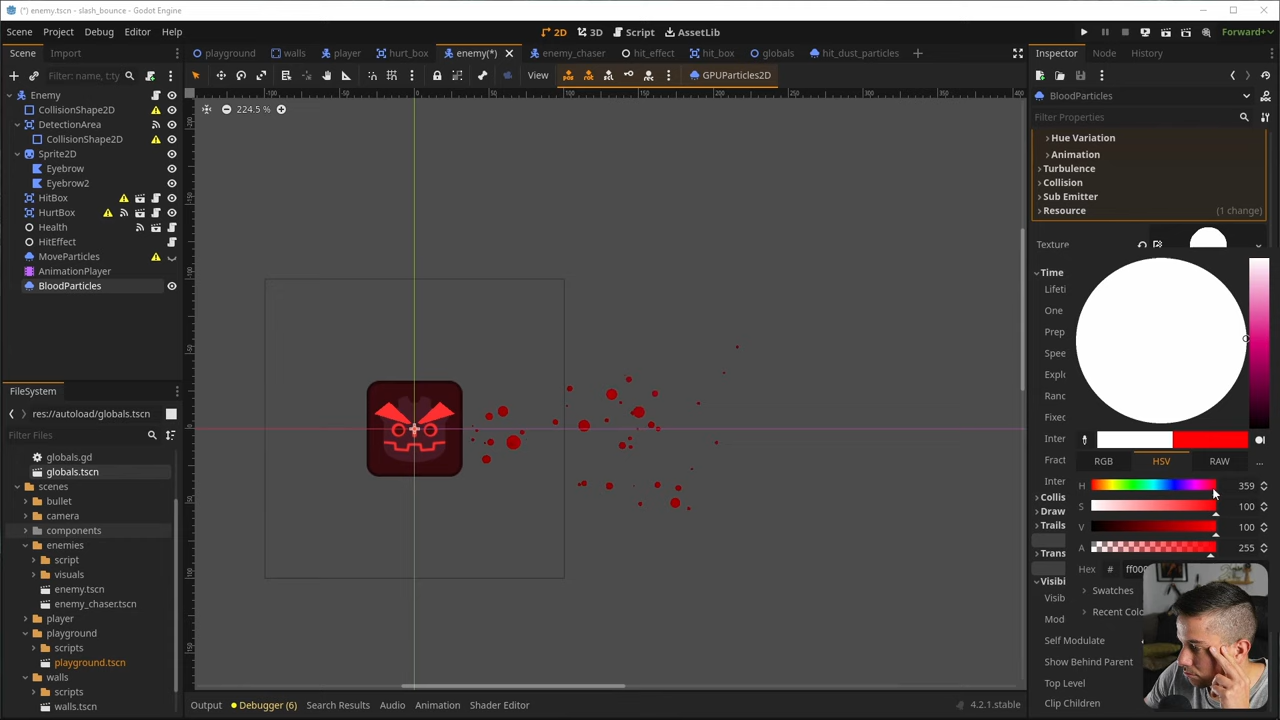 (*) enemy.tscn - slash_bounce - Godot Engine
Scene Project Debug Editor Help
2D 3D Script AssetLib
Forward+
Scene Import
playground walls player hurt_box enemy(*) enemy_chaser hit_effect hit_box globals hit_dust_particles
Inspector Node History
Filter: name, t:ty
View
GPUParticles2D
Enemy
CollisionShape2D
DetectionArea
CollisionShape2D
Sprite2D
Eyebrow
Eyebrow2
HitBox
HurtBox
Health
HitEffect
MoveParticles
AnimationPlayer
BloodParticles
224.5 %
BloodParticles
Filter Properties
Hue Variation
Animation
Turbulence
Collision
Sub Emitter
Resource (1 change)
Texture
Time
Lifeti
One
Prep
Spee
Explo
Ranc
Fixec
Inter
Fract
Inter
Collis
Draw
Trails
Trans
Visibi
Visib
Mod
Self Modulate
Show Behind Parent
Top Level
Clip Children
RGB HSV RAW ...
H 359
S 100
V 100
A 255
Hex # ff000
Swatches
Recent Colo
FileSystem
res://autoload/globals.tscn
Filter Files
globals.gd
globals.tscn
scenes
bullet
camera
components
enemies
script
visuals
enemy.tscn
enemy_chaser.tscn
player
playground
scripts
playground.tscn
walls
scripts
walls.tscn
Output Debugger (6) Search Results Audio Animation Shader Editor
4.2.1.stable